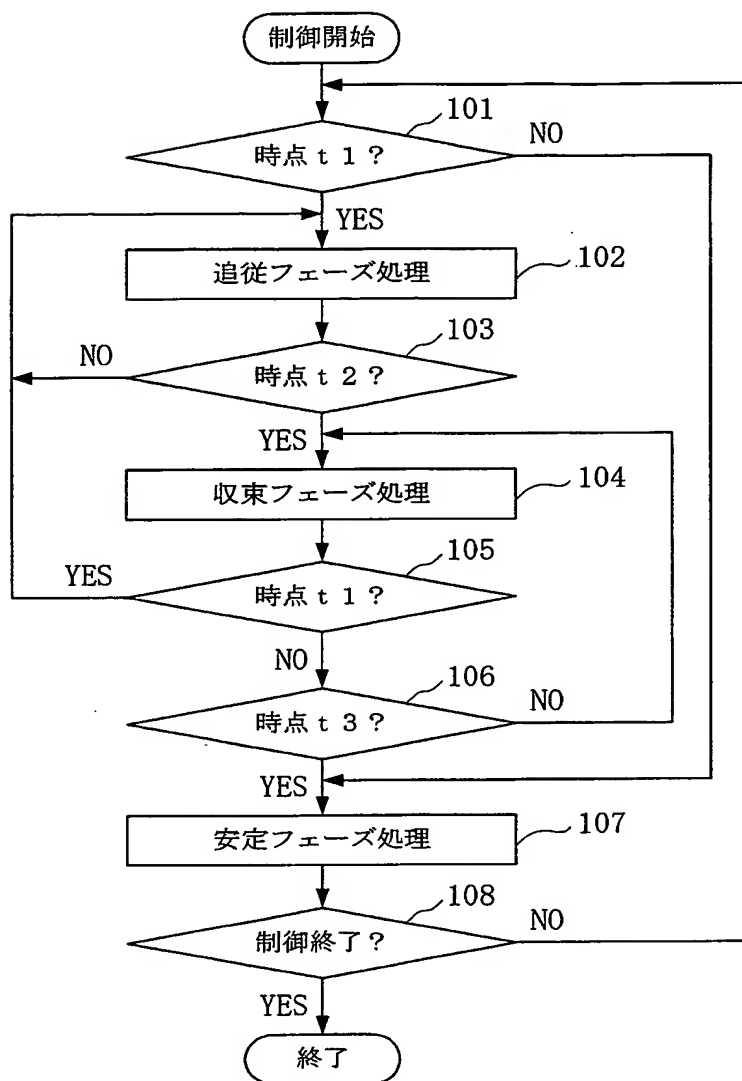 制御開始
101
時点 t 1 ?
NO
YES
追従フェーズ処理
102
103
NO
時点 t 2 ?
YES
収束フェーズ処理
104
105
YES
時点 t 1 ?
NO
106
時点 t 3 ?
NO
YES
安定フェーズ処理
107
108
制御終了?
NO
YES
終了